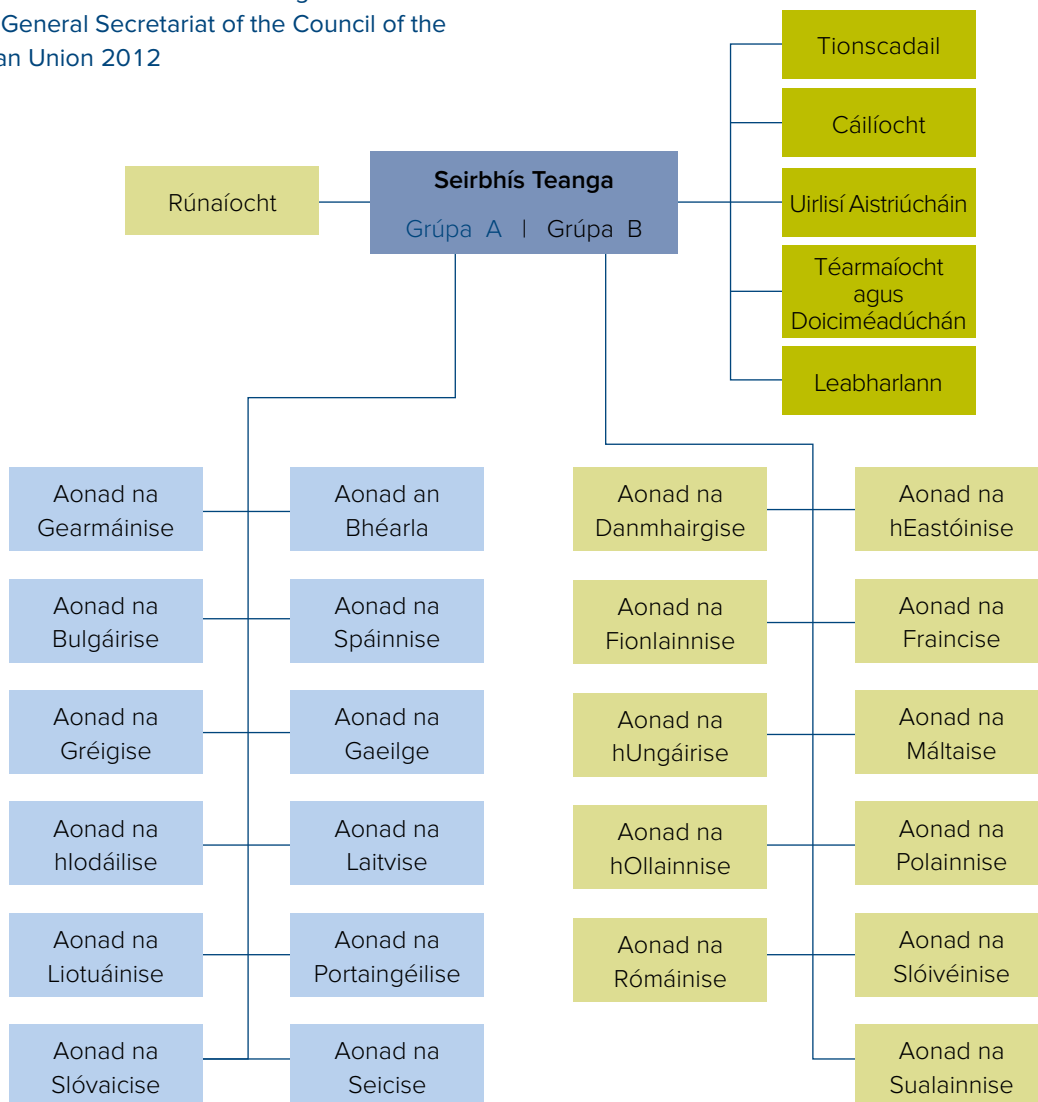 General Secretariat of the Council of the
an Union 2012
Tionscadail
Cáilíocht
Rúnaíocht
Seirbhís Teanga
Grúpa A | Grúpa B
Uirlisí Aistriúcháin
Téarmaíocht
agus
Doiciméadúchán
Leabharlann
Aonad na
Gearmáinise
Aonad an
Bhéarla
Aonad na
Danmhairgise
Aonad na
hEastóinise
Aonad na
Bulgáirise
Aonad na
Spáinnise
Aonad na
Fionlainnise
Aonad na
Fraincise
Aonad na
Gréigise
Aonad na
Gaeilge
Aonad na
hUngáirise
Aonad na
Máltaise
Aonad na
hIodáilise
Aonad na
Laitvise
Aonad na
hOllainnise
Aonad na
Polainnise
Aonad na
Liotuáinise
Aonad na
Portaingéilise
Aonad na
Rómáinise
Aonad na
Slóivéinise
Aonad na
Slóvaicise
Aonad na
Seicise
Aonad na
Sualainnise